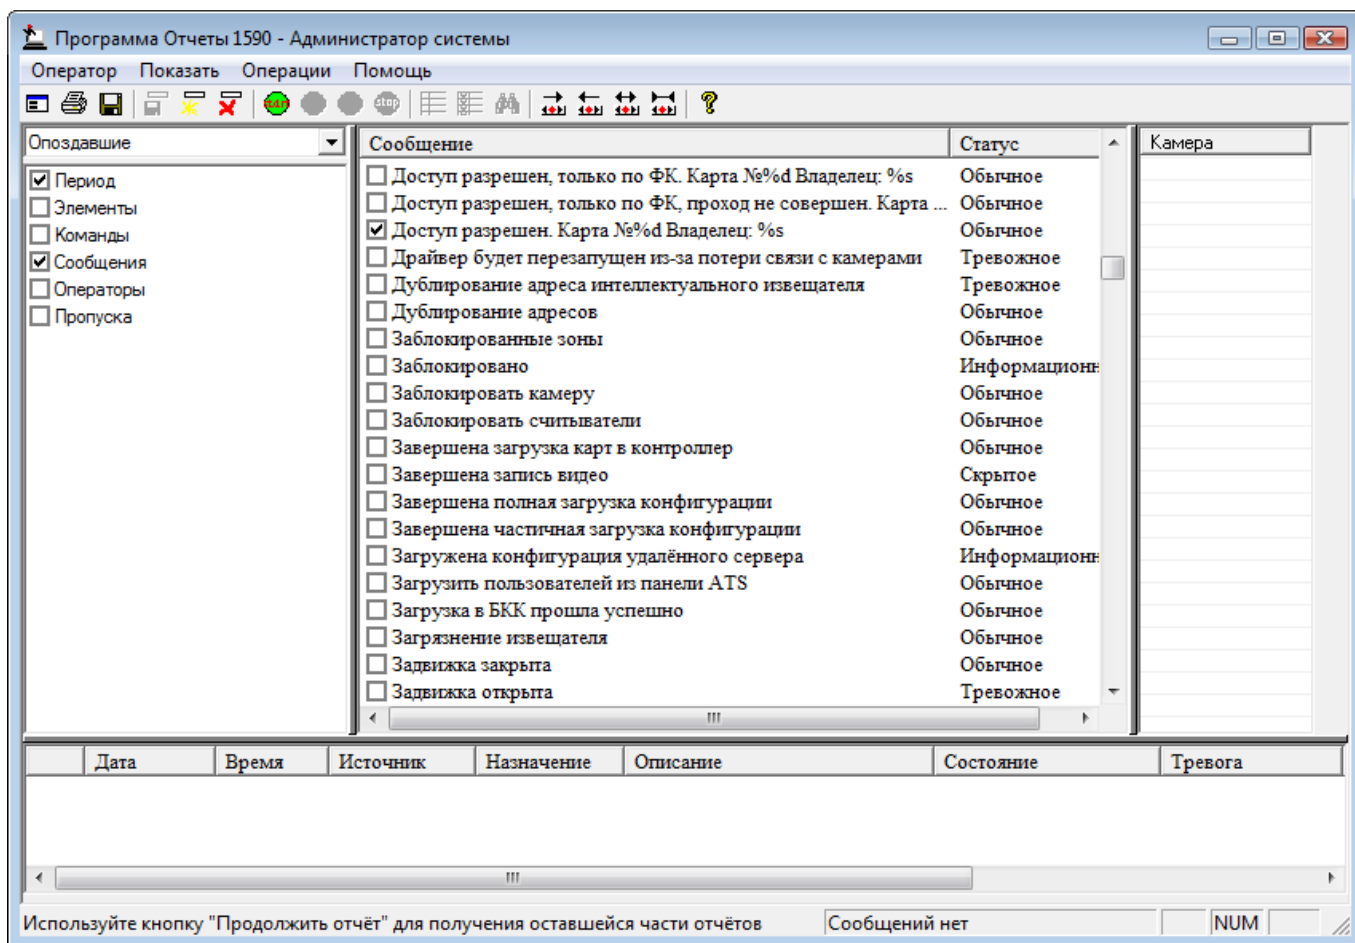 Программа Отчеты 1590 - Администратор системы
Оператор Показать Операции Помощь
start stop
Опоздавшие
Период
Элементы
Команды
Сообщения
Операторы
Пропуска
Сообщение Статус
Доступ разрешен, только по ФК. Карта №%d Владелец: %s Обычное
Доступ разрешен, только по ФК, проход не совершен. Карта ... Обычное
Доступ разрешен. Карта №%d Владелец: %s Обычное
Драйвер будет перезапущен из-за потери связи с камерами Тревожное
Дублирование адреса интеллектуального извещателя Тревожное
Дублирование адресов Обычное
Заблокированные зоны Обычное
Заблокировано Информационн
Заблокировать камеру Обычное
Заблокировать считыватели Обычное
Завершена загрузка карт в контроллер Обычное
Завершена запись видео Скрытое
Завершена полная загрузка конфигурации Обычное
Завершена частичная загрузка конфигурации Обычное
Загружена конфигурация удалённого сервера Информационн
Загрузить пользователей из панели ATS Обычное
Загрузка в БКК прошла успешно Обычное
Загрязнение извещателя Обычное
Задвижка закрыта Обычное
Задвижка открыта Тревожное
Камера
Дата Время Источник Назначение Описание Состояние Тревога
Используйте кнопку "Продолжить отчёт" для получения оставшейся части отчётов Сообщений нет NUM